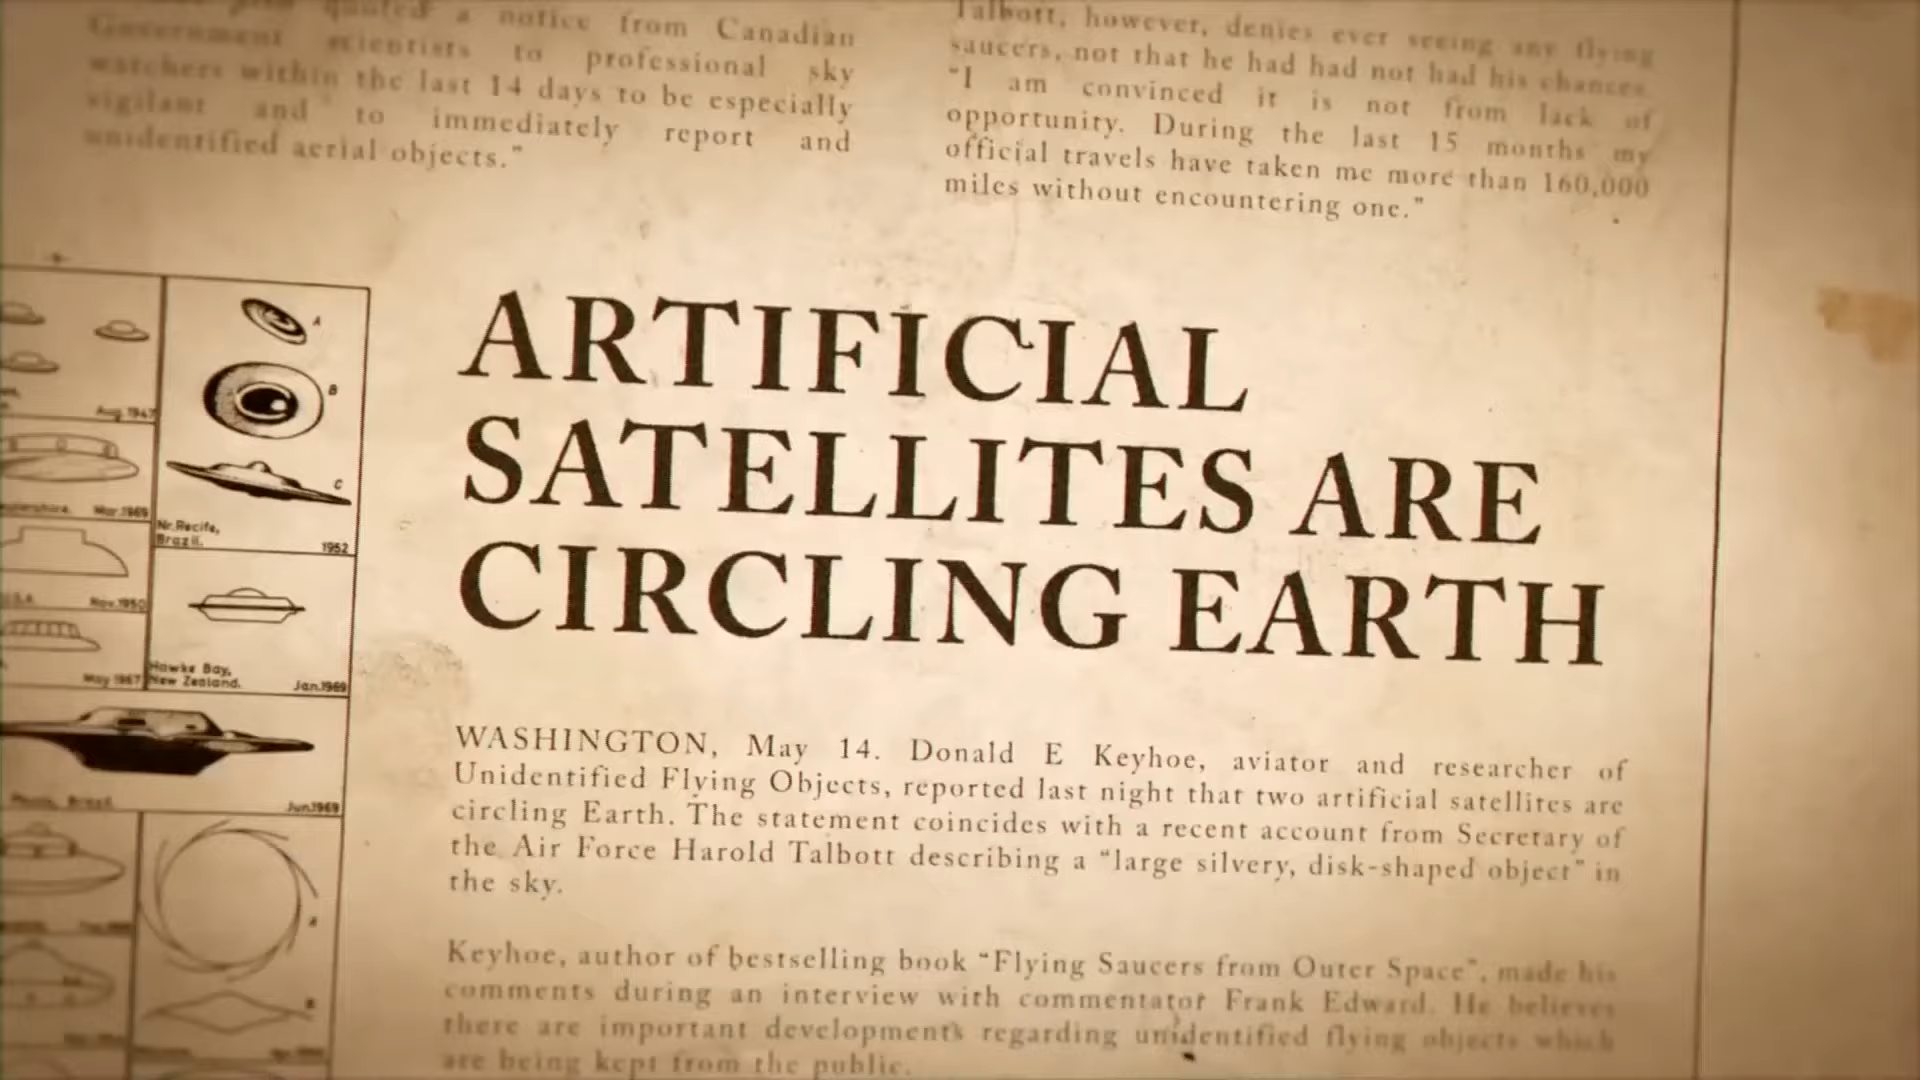 quoted a notice from Canadian
Government scientists to professional sky
watchers within the last 14 days to be especially
vigilant and to immediately report and
unidentified aerial objects.”
Talbott, however, denies ever seeing any flying
saucers, not that he had had not had his chances.
“I am convinced it is not from lack of
opportunity. During the last 15 months my
official travels have taken me more than 160,000
miles without encountering one.”
Aug.1947
Mar.1969
U.S.A. Nov.1950
May 1967
A
B
C
Nr.Recife,
Brazil. 1952
Hawke Bay,
New Zealand. Jan.1969
Brazil. Jun.1969
A
B
ARTIFICIAL
SATELLITES ARE
CIRCLING EARTH
WASHINGTON, May 14. Donald E Keyhoe, aviator and researcher of
Unidentified Flying Objects, reported last night that two artificial satellites are
circling Earth. The statement coincides with a recent account from Secretary of
the Air Force Harold Talbott describing a “large silvery, disk-shaped object” in
the sky.
Keyhoe, author of bestselling book “Flying Saucers from Outer Space”, made his
comments during an interview with commentator Frank Edward. He believes
there are important developments regarding unidentified flying objects which
are being kept from the public.